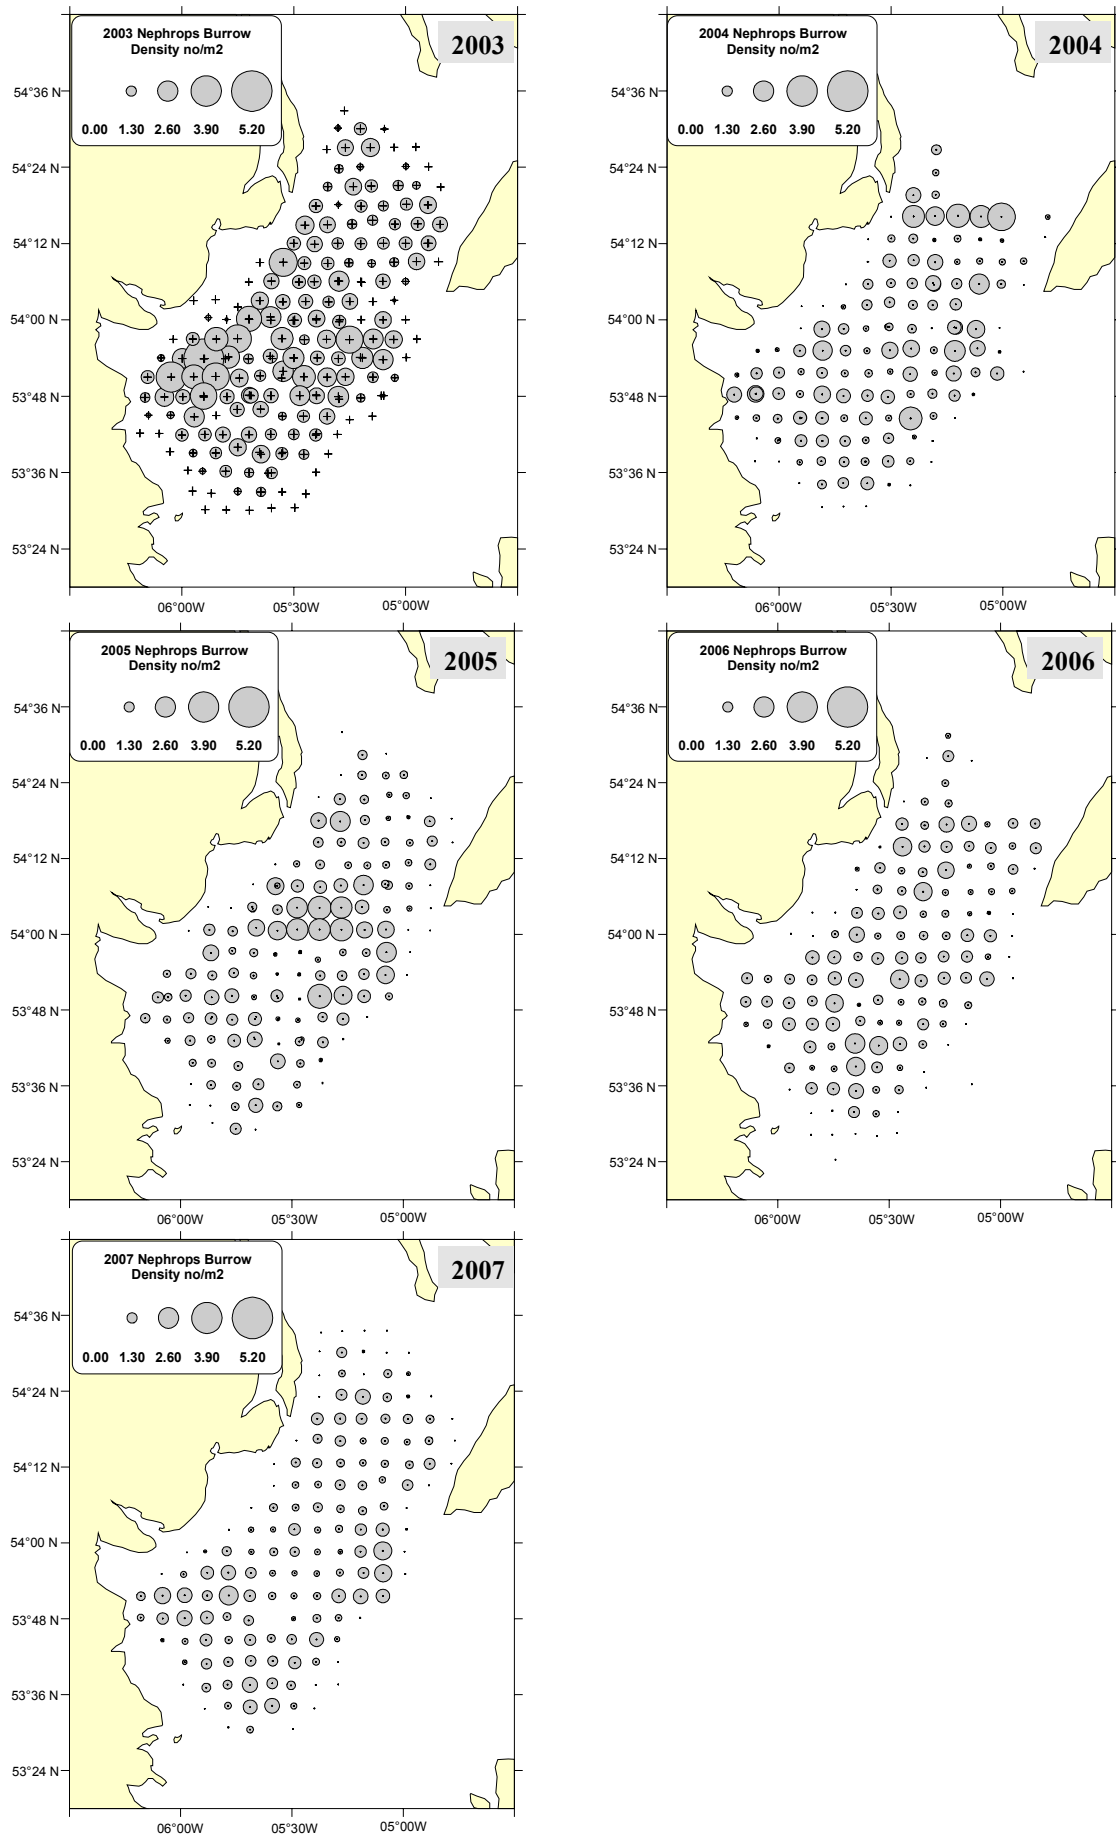 2003 Nephrops Burrow
Density no/m2
0.00 1.30 2.60 3.90 5.20
2003
54°36 N
54°24 N
54°12 N
54°00 N
53°48 N
53°36 N
53°24 N
06°00W 05°30W 05°00W
2004 Nephrops Burrow
Density no/m2
0.00 1.30 2.60 3.90 5.20
2004
54°36 N
54°24 N
54°12 N
54°00 N
53°48 N
53°36 N
53°24 N
06°00W 05°30W 05°00W
2005 Nephrops Burrow
Density no/m2
0.00 1.30 2.60 3.90 5.20
2005
54°36 N
54°24 N
54°12 N
54°00 N
53°48 N
53°36 N
53°24 N
06°00W 05°30W 05°00W
2006 Nephrops Burrow
Density no/m2
0.00 1.30 2.60 3.90 5.20
2006
54°36 N
54°24 N
54°12 N
54°00 N
53°48 N
53°36 N
53°24 N
06°00W 05°30W 05°00W
2007 Nephrops Burrow
Density no/m2
0.00 1.30 2.60 3.90 5.20
2007
54°36 N
54°24 N
54°12 N
54°00 N
53°48 N
53°36 N
53°24 N
06°00W 05°30W 05°00W